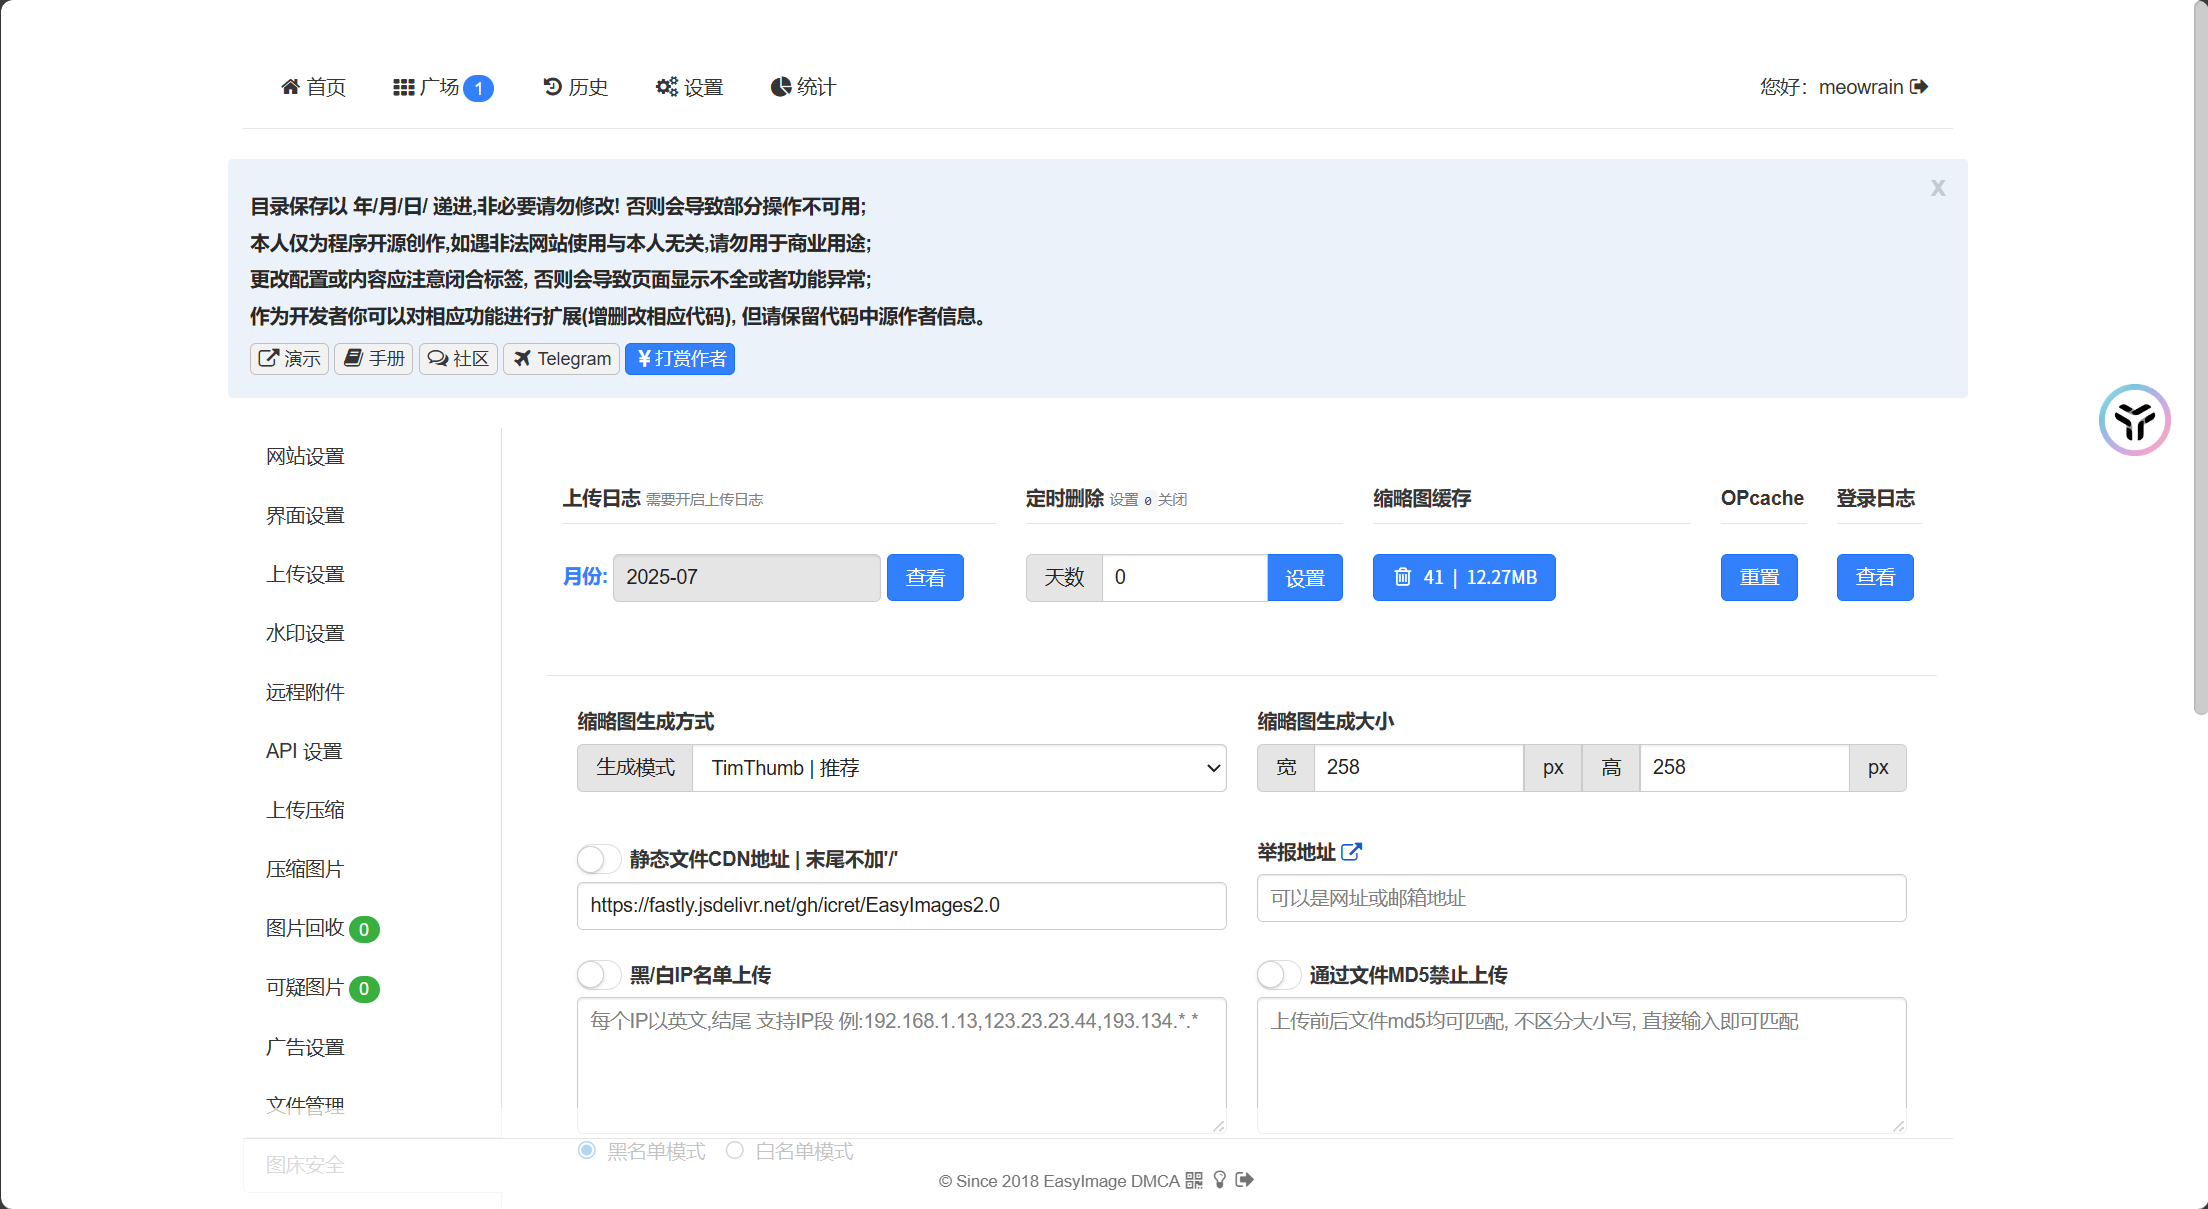 首页 广场 1 历史 设置 统计 您好：meowrain
x
目录保存以 年/月/日/ 递进,非必要请勿修改! 否则会导致部分操作不可用;
本人仅为程序开源创作,如遇非法网站使用与本人无关,请勿用于商业用途;
更改配置或内容应注意闭合标签, 否则会导致页面显示不全或者功能异常;
作为开发者你可以对相应功能进行扩展(增删改相应代码), 但请保留代码中源作者信息。
演示 手册 社区 Telegram ¥打赏作者
网站设置
界面设置
上传设置
水印设置
远程附件
API 设置
上传压缩
压缩图片
图片回收 0
可疑图片 0
广告设置
文件管理
图床安全
上传日志 需要开启上传日志
月份: 2025-07 查看
定时删除 设置 0 关闭
天数 0 设置
缩略图缓存
41 | 12.27MB
OPcache
重置
登录日志
查看
缩略图生成方式
生成模式 TimThumb | 推荐
缩略图生成大小
宽 258 px 高 258 px
静态文件CDN地址 | 末尾不加'/'
https://fastly.jsdelivr.net/gh/icret/EasyImages2.0
举报地址
可以是网址或邮箱地址
黑/白IP名单上传
每个IP以英文,结尾 支持IP段 例:192.168.1.13,123.23.23.44,193.134.*.*
黑名单模式 白名单模式
通过文件MD5禁止上传
上传前后文件md5均可匹配, 不区分大小写, 直接输入即可匹配
© Since 2018 EasyImage DMCA